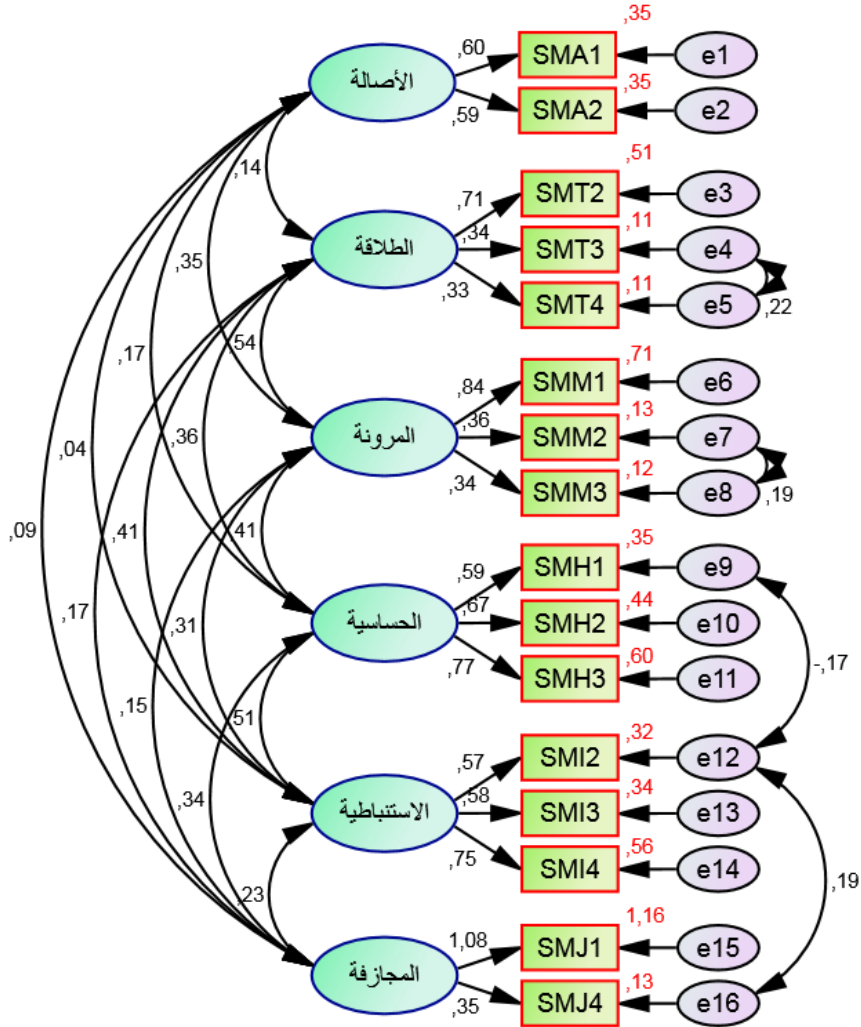 ,35
,60
SMA1
e1
الأصالة
,35
SMA2
e2
,59
,51
,14
,71
SMT2
e3
,34
,11
الطلاقة
SMT3
e4
,35
,33
,11
SMT4
e5
,22
,54
,17
,71
,84
SMM1
e6
,36
,13
المرونة
SMM2
e7
,36
,04
,34
,12
SMM3
e8
,19
,09
,41
,41
,35
,59
SMH1
e9
,67
,44
,17
,31
الحساسية
SMH2
e10
,77
,60
SMH3
e11
-,17
,15
,51
,32
,57
SMI2
e12
,34
,58
,34
الاستنباطية
SMI3
e13
,75
,56
SMI4
e14
,19
,23
1,16
1,08
SMJ1
e15
المجازفة
,13
,35
SMJ4
e16